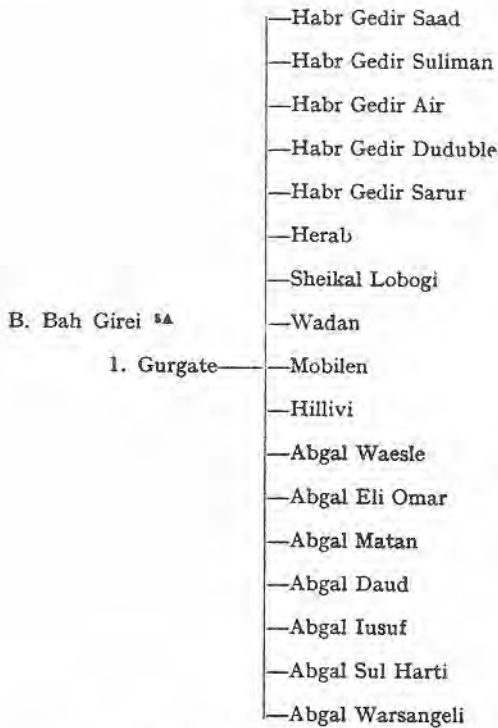 Habr Gedir Saad
Habr Gedir Suliman
Habr Gedir Air
Habr Gedir Duduble
Habr Gedir Sarur
Herab
Sheikal Lobogi
B. Bah Girei 5▲
Wadan
1. Gurgate
Mobilen
Hillivi
Abgal Waesle
Abgal Eli Omar
Abgal Matan
Abgal Daud
Abgal Iusuf
Abgal Sul Harti
Abgal Warsangeli